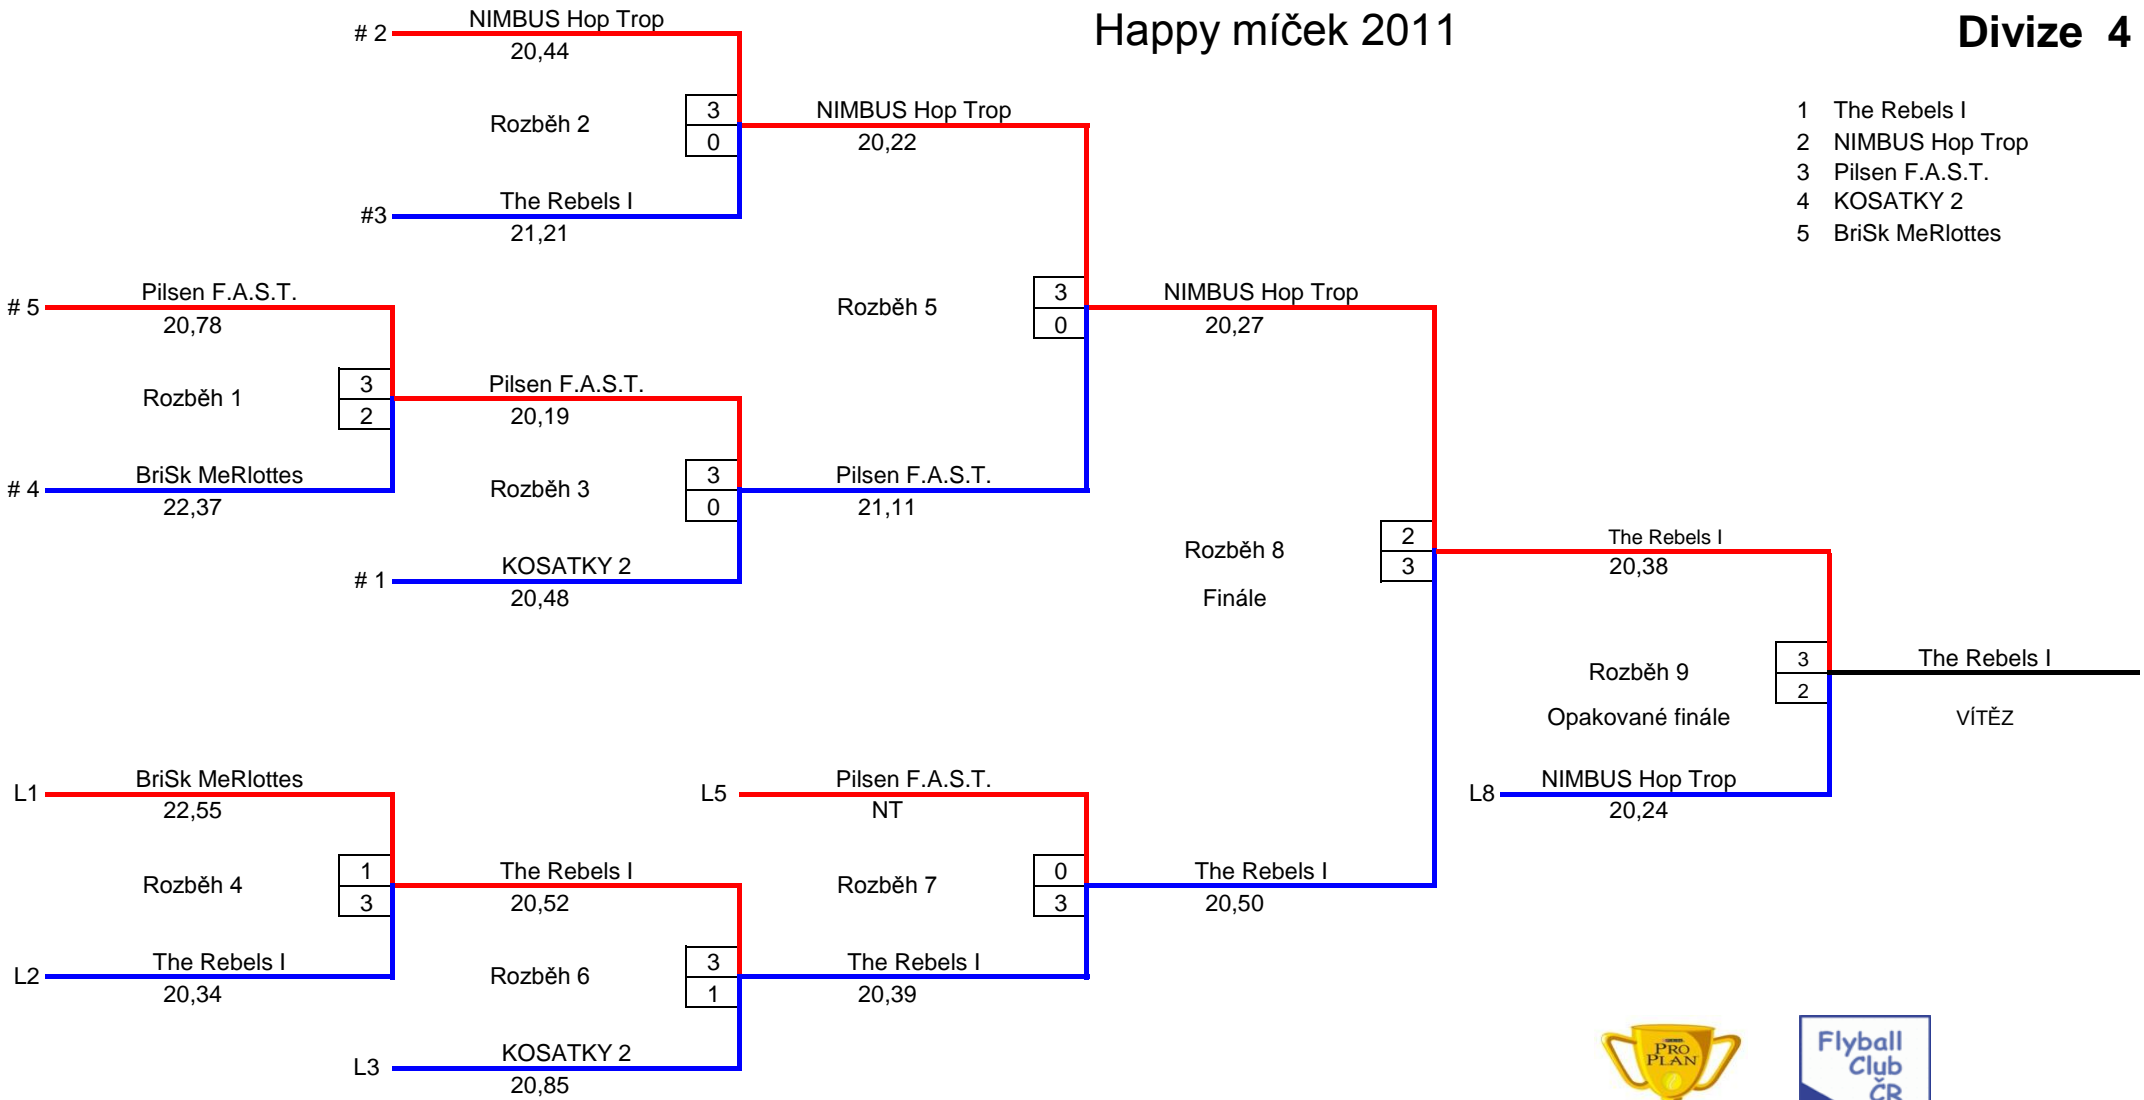 Happy míček 2011
Divize 4
1 The Rebels I
2 NIMBUS Hop Trop
3 Pilsen F.A.S.T.
4 KOSATKY 2
5 BriSk MeRlottes
# 2
NIMBUS Hop Trop
20,44
Rozběh 2
3
0
#3
The Rebels I
21,21
NIMBUS Hop Trop
20,22
# 5
Pilsen F.A.S.T.
20,78
Rozběh 1
3
2
# 4
BriSk MeRlottes
22,37
Pilsen F.A.S.T.
20,19
Rozběh 3
3
0
# 1
KOSATKY 2
20,48
Rozběh 5
3
0
Pilsen F.A.S.T.
21,11
NIMBUS Hop Trop
20,27
Rozběh 8
Finále
2
3
The Rebels I
20,38
Rozběh 9
Opakované finále
3
2
The Rebels I
VÍTĚZ
L8
NIMBUS Hop Trop
20,24
L1
BriSk MeRlottes
22,55
Rozběh 4
1
3
L2
The Rebels I
20,34
The Rebels I
20,52
Rozběh 6
3
1
L3
KOSATKY 2
20,85
L5
Pilsen F.A.S.T.
NT
Rozběh 7
0
3
The Rebels I
20,39
The Rebels I
20,50
PRO
PLAN
Flyball
Club
ČR